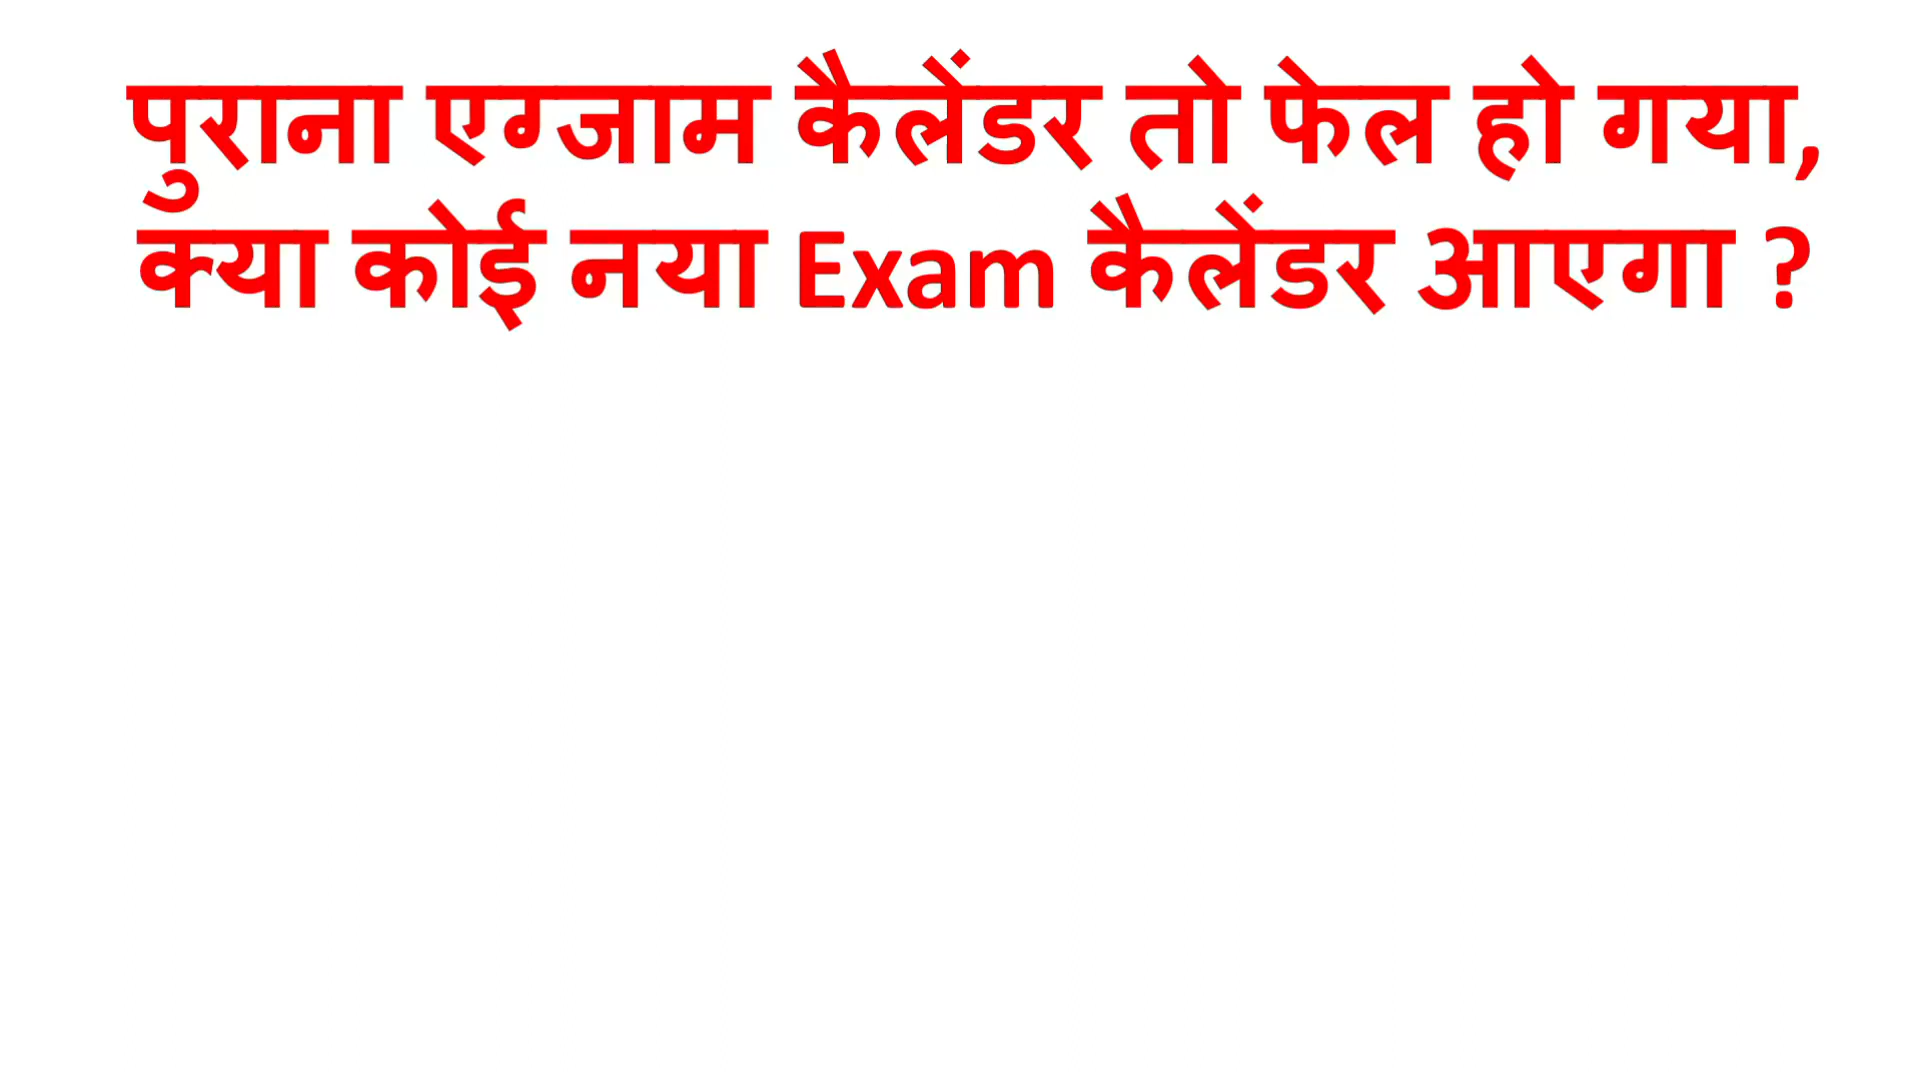 पुराना एग्जाम कैलेंडर तो फेल हो गया,
क्या कोई नया Exam कैलेंडर आएगा ?